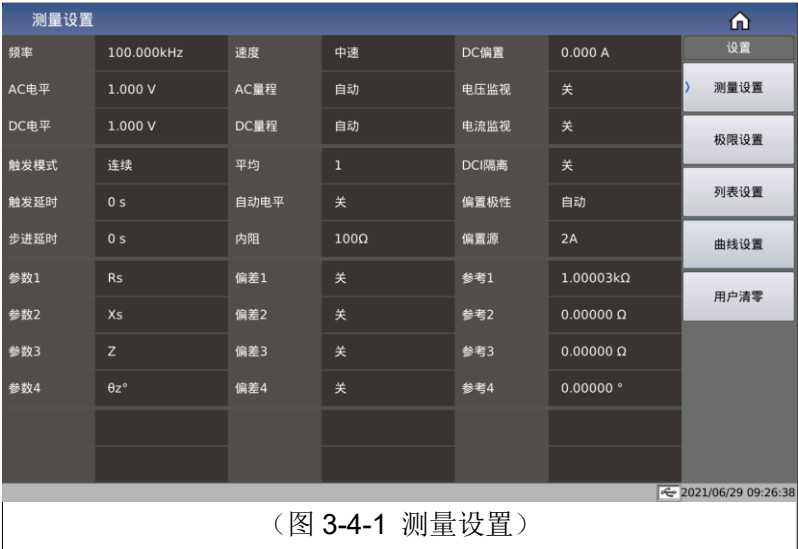 测量设置
频率 100.000kHz 速度 中速 DC偏置 0.000 A 设置
AC电平 1.000 V AC量程 自动 电压监视 关 测量设置
DC电平 1.000 V DC量程 自动 电流监视 关 极限设置
触发模式 连续 平均 1 DCI隔离 关
触发延时 0 s 自动电平 关 偏置极性 自动 列表设置
步进延时 0 s 内阻 100Ω 偏置源 2A 曲线设置
参数1 Rs 偏差1 关 参考1 1.00003kΩ 用户清零
参数2 Xs 偏差2 关 参考2 0.00000 Ω
参数3 Z 偏差3 关 参考3 0.00000 Ω
参数4 θz° 偏差4 关 参考4 0.00000 °
2021/06/29 09:26:38
（图 3-4-1 测量设置）